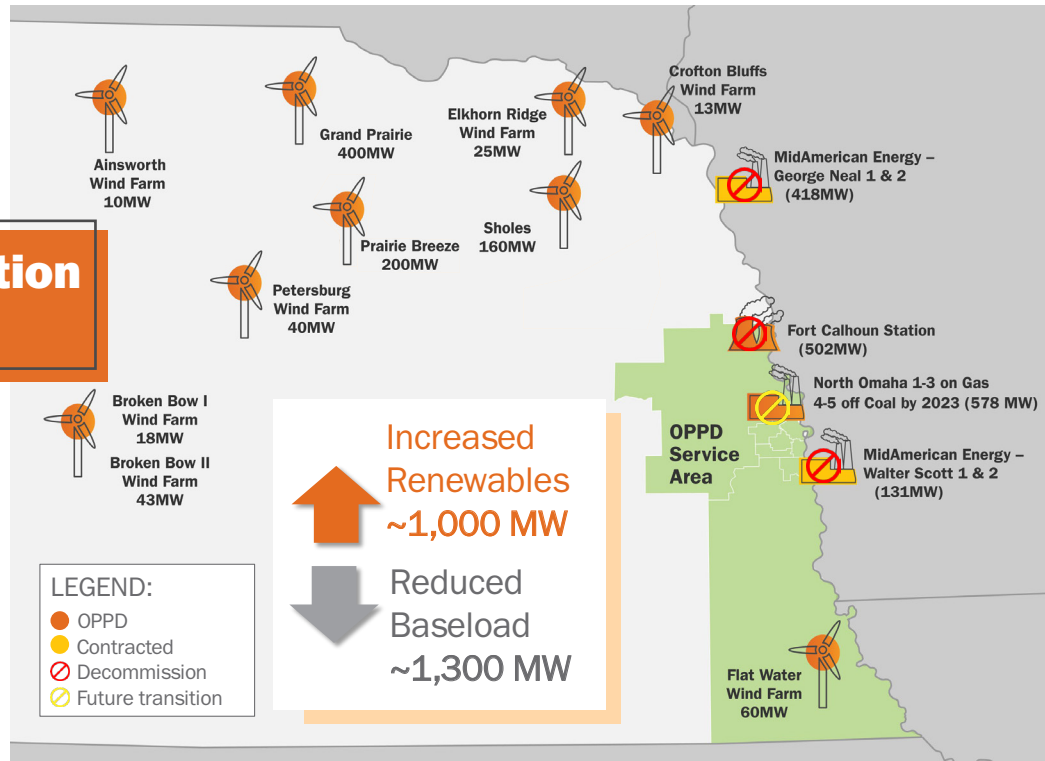 Ainsworth
Wind Farm
10MW
Grand Prairie
400MW
Elkhorn Ridge
Wind Farm
25MW
Crofton Bluffs
Wind Farm
13MW
MidAmerican Energy –
George Neal 1 & 2
(418MW)
tion
Prairie Breeze
200MW
Sholes
160MW
Petersburg
Wind Farm
40MW
Fort Calhoun Station
(502MW)
North Omaha 1-3 on Gas
4-5 off Coal by 2023 (578 MW)
Broken Bow I
Wind Farm
18MW
Broken Bow II
Wind Farm
43MW
OPPD
Service
Area
MidAmerican Energy –
Walter Scott 1 & 2
(131MW)
Increased
Renewables
~1,000 MW
Reduced
Baseload
~1,300 MW
LEGEND:
OPPD
Contracted
Decommission
Future transition
Flat Water
Wind Farm
60MW